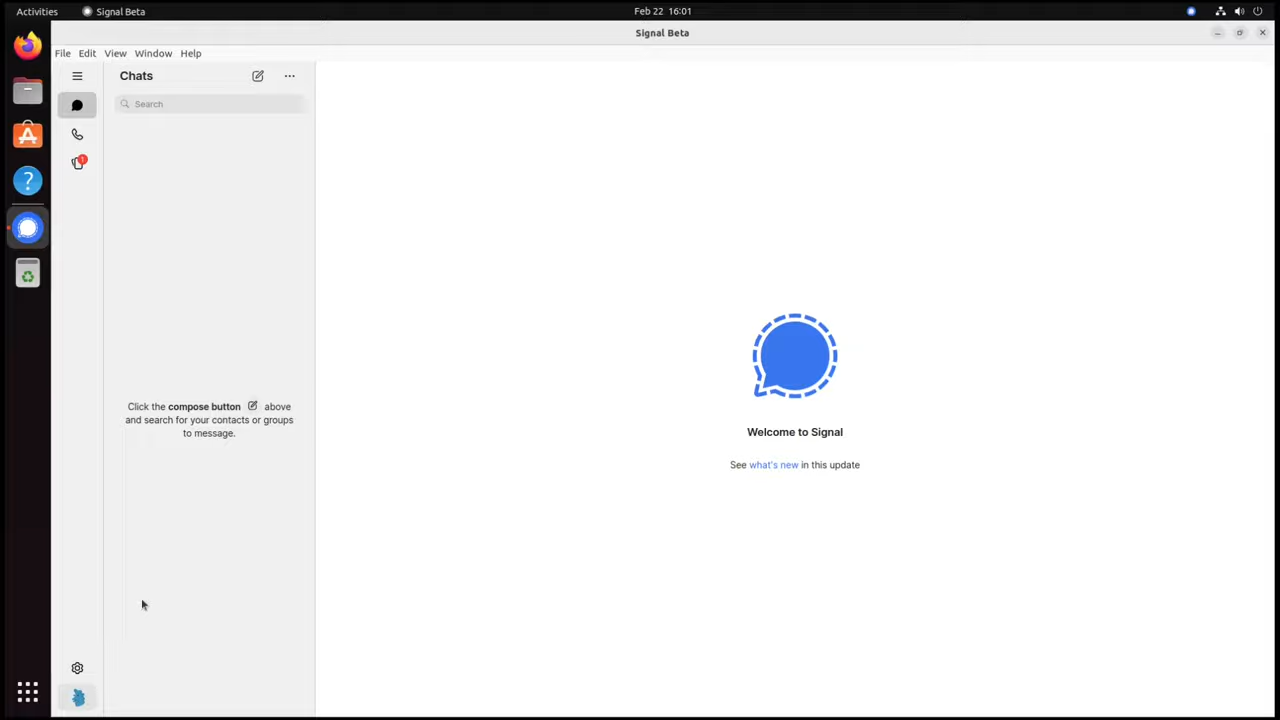 Activities Signal Beta Feb 22 16:01
Signal Beta
File Edit View Window Help
Chats
Search
1
Click the compose button above
and search for your contacts or groups
to message.
Welcome to Signal
See what's new in this update